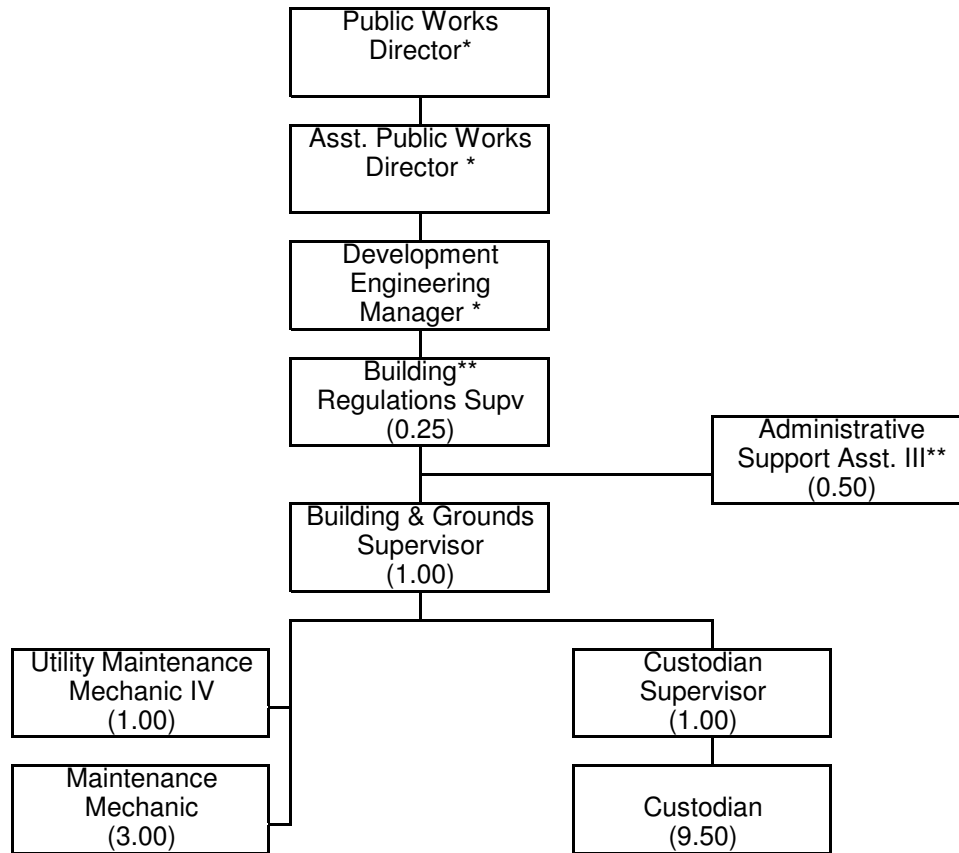 Public Works
Director*
Asst. Public Works
Director *
Development
Engineering
Manager *
Building**
Regulations Supv
(0.25)
Administrative
Support Asst. III**
(0.50)
Building & Grounds
Supervisor
(1.00)
Utility Maintenance
Mechanic IV
(1.00)
Custodian
Supervisor
(1.00)
Maintenance
Mechanic
(3.00)
Custodian
(9.50)